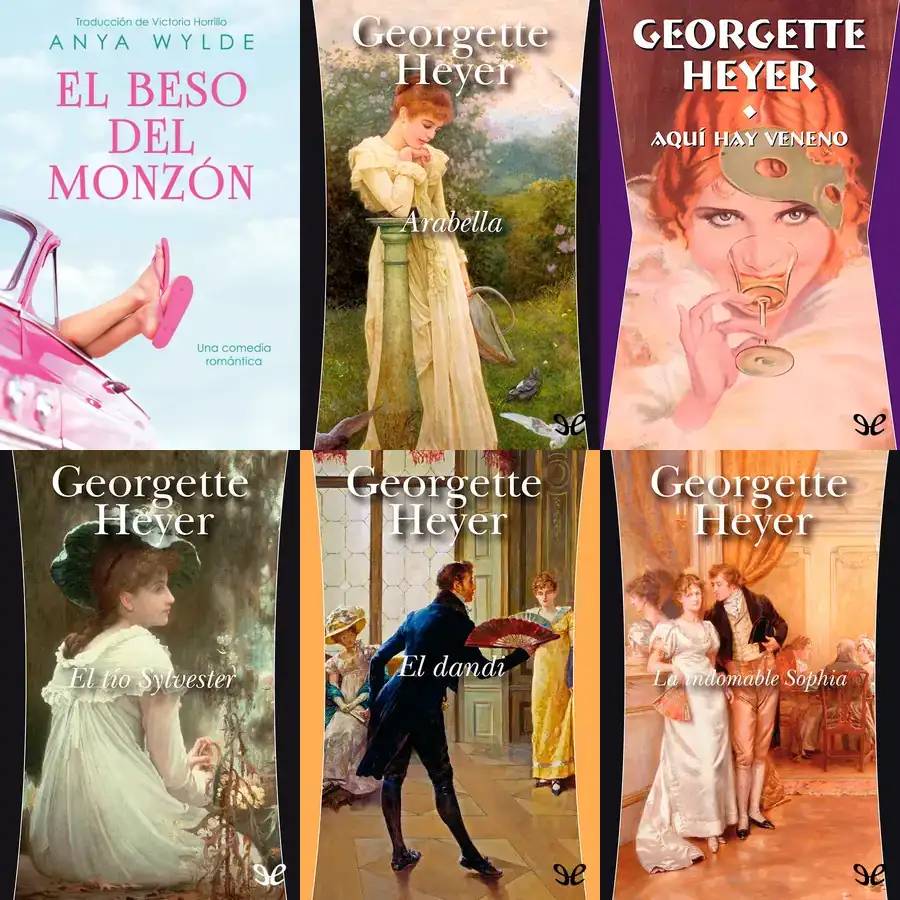 Traducción de Victoria Horrillo
ANYA WYLDE
EL BESO
DEL
MONZÓN
Una comedia
romántica
Georgette
Heyer
Arabella
GEORGETTE
HEYER
AQUÍ HAY VENENO
Georgette
Heyer
El tío Sylvester
Georgette
Heyer
El dandi
Georgette
Heyer
La indomable Sophia